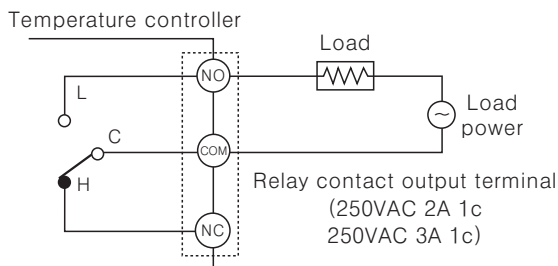 Temperature controller
Load
NO
L
Load
power
C
COM
H
Relay contact output terminal
(250VAC 2A 1c
250VAC 3A 1c)
NC